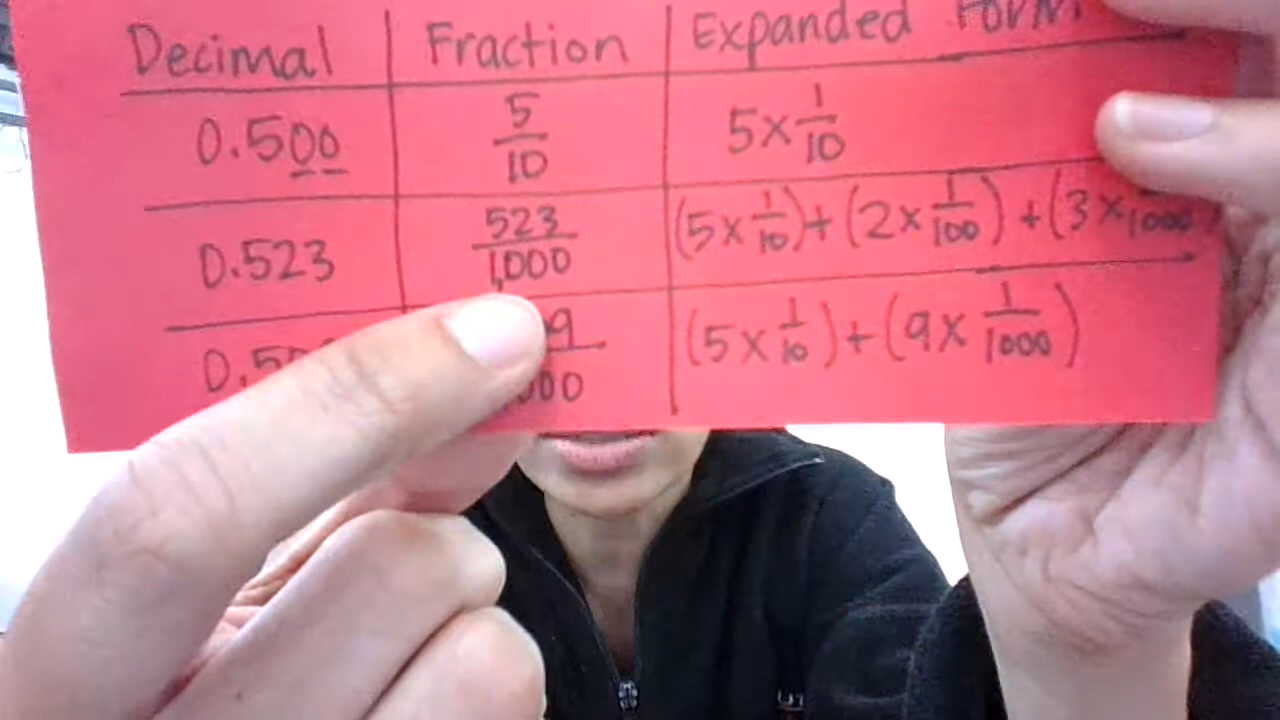 Decimal Fraction Expanded Form
0.500 5/10 5 × 1/10
0.523 523/1,000 (5 × 1/10) + (2 × 1/100) + (3 × 1/1000)
(5 × 1/10) + (9 × 1/1000)